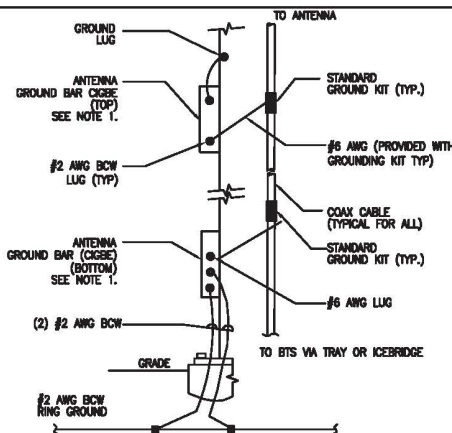 TO ANTENNA
GROUND
LUG
ANTENNA
GROUND BAR CIGBE
(TOP)
SEE NOTE 1.
STANDARD
GROUND KIT (TYP.)
#2 AWG BCW
LUG (TYP)
#6 AWG (PROVIDED WITH
GROUNDING KIT TYP)
COAX CABLE
(TYPICAL FOR ALL)
ANTENNA
GROUND BAR (CIGBE)
(BOTTOM)
SEE NOTE 1.
STANDARD
GROUND KIT (TYP.)
#6 AWG LUG
(2) #2 AWG BCW
TO BTS VIA TRAY OR ICEBRIDGE
GRADE
#2 AWG BCW
RING GROUND